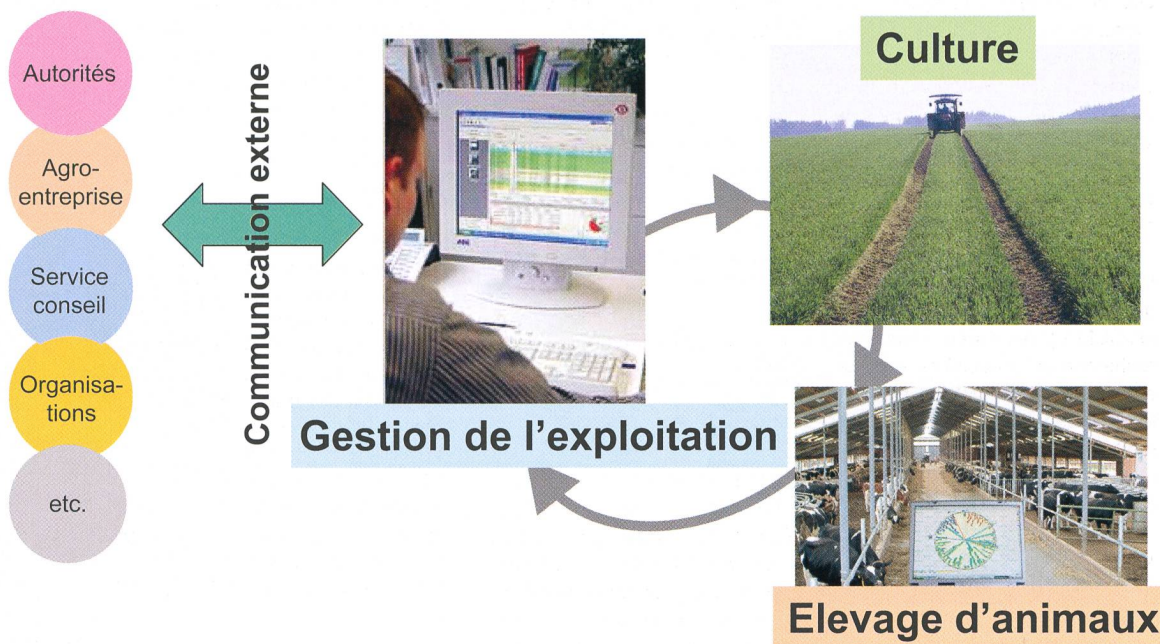 Autorités
Agro-
entreprise
Service
conseil
Organisa-
tions
etc.
Communication externe
Gestion de l’exploitation
Culture
Elevage d’animaux